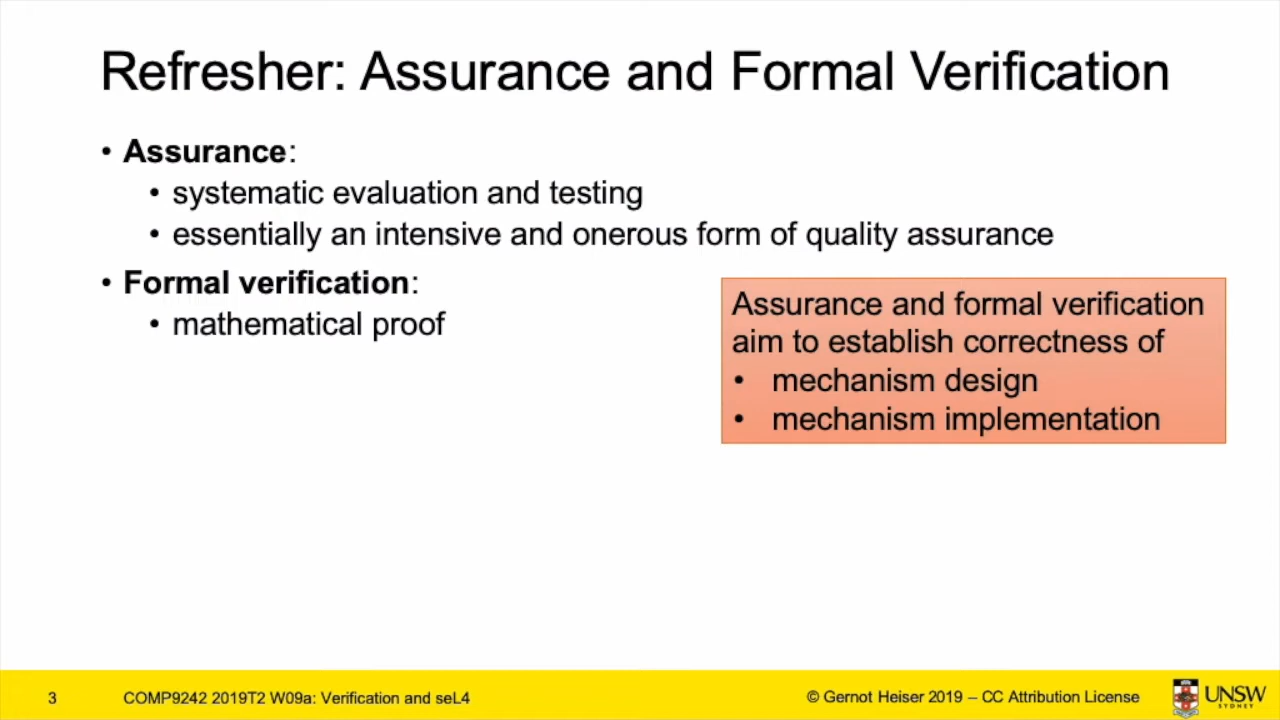 Refresher: Assurance and Formal Verification
• Assurance:
• systematic evaluation and testing
• essentially an intensive and onerous form of quality assurance
• Formal verification:
• mathematical proof
Assurance and formal verification
aim to establish correctness of
• mechanism design
• mechanism implementation
3
COMP9242 2019T2 W09a: Verification and seL4
© Gernot Heiser 2019 – CC Attribution License
UNSW
SYDNEY